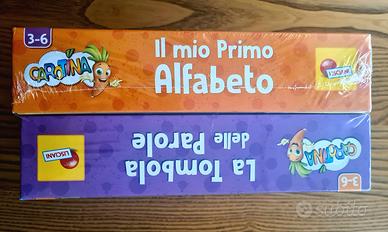 3-6
CAROTINA
Il mio Primo
Alfabeto
LISCIANI
La Tombola
delle Parole
CAROTINA
LISCIANI
3-6
subito